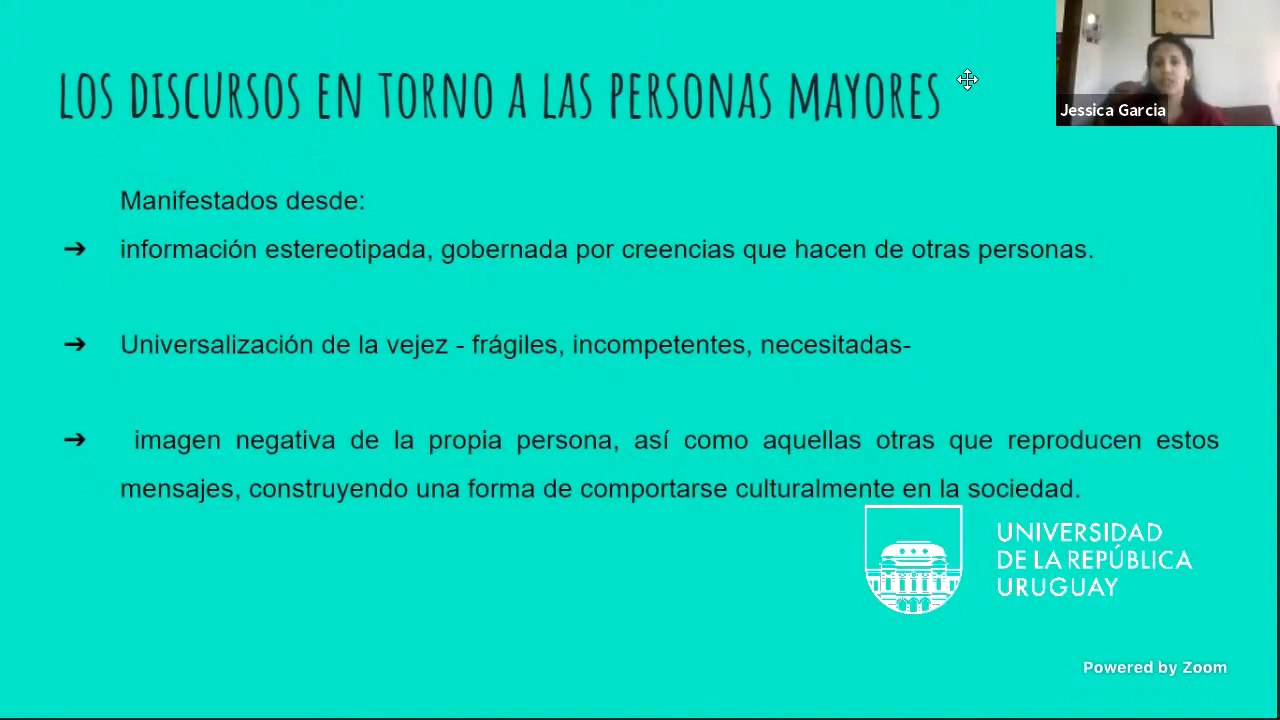 LOS DISCURSOS EN TORNO A LAS PERSONAS MAYORES
Jessica Garcia
Manifestados desde:
➔ información estereotipada, gobernada por creencias que hacen de otras personas.
➔ Universalización de la vejez - frágiles, incompetentes, necesitadas-
➔ imagen negativa de la propia persona, así como aquellas otras que reproducen estos
mensajes, construyendo una forma de comportarse culturalmente en la sociedad.
UNIVERSIDAD
DE LA REPÚBLICA
URUGUAY
Powered by Zoom